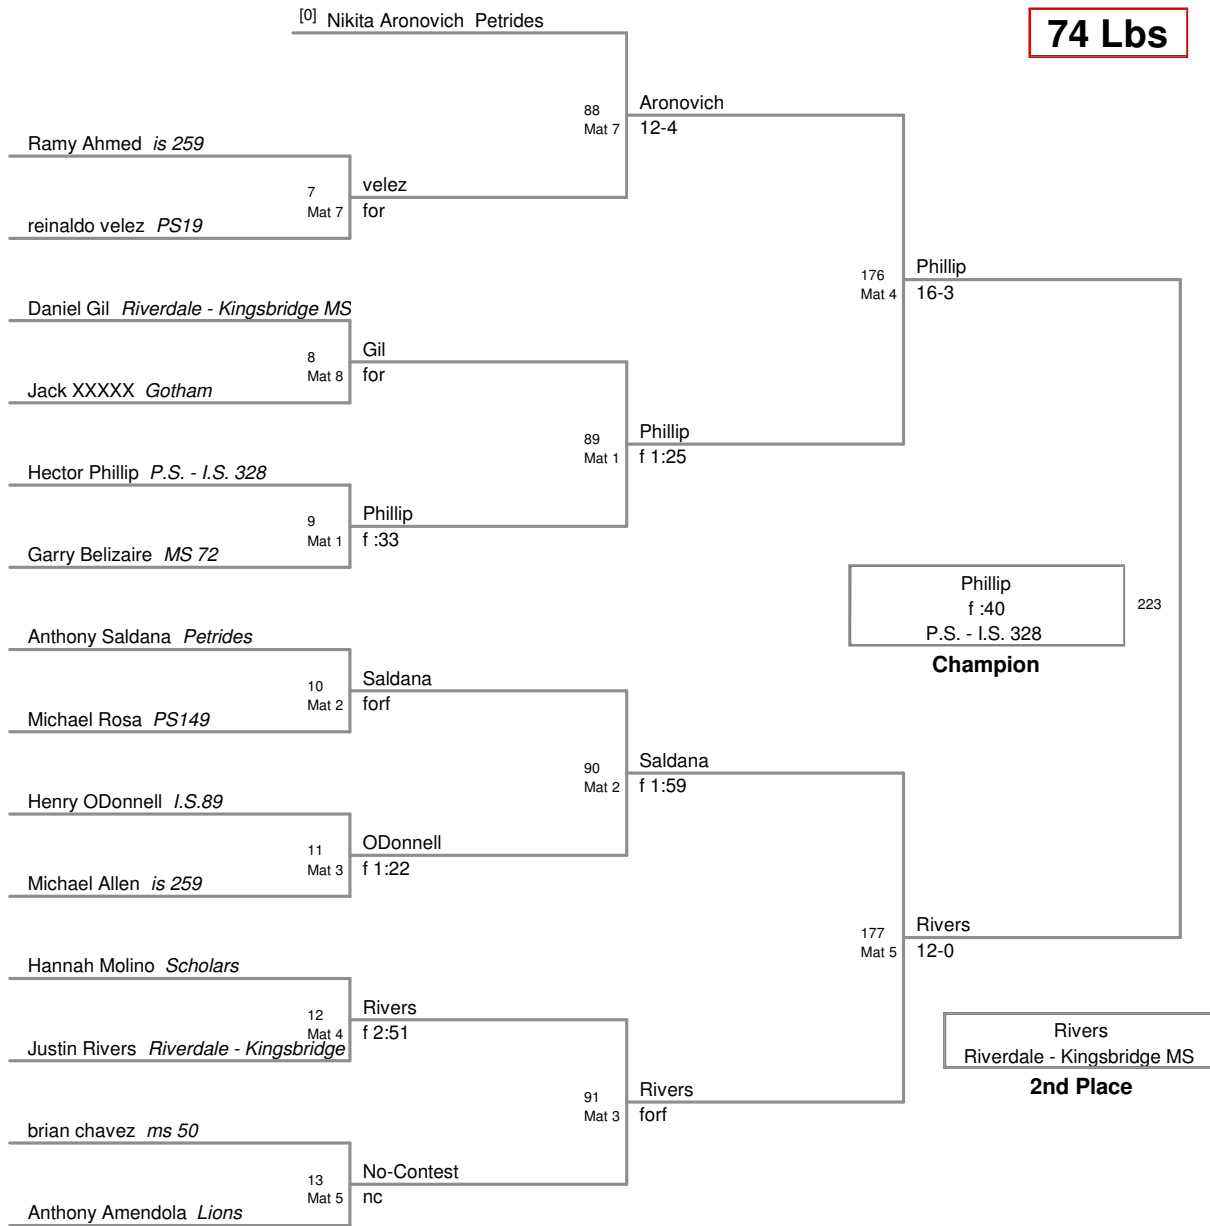 [0] Nikita Aronovich Petrides
74 Lbs
88
Mat 7
Aronovich
12-4
Ramy Ahmed is 259
7
Mat 7
velez
for
reinaldo velez PS19
176
Mat 4
Phillip
16-3
Daniel Gil Riverdale - Kingsbridge MS
8
Mat 8
Gil
for
Jack XXXXX Gotham
89
Mat 1
Phillip
f 1:25
Hector Phillip P.S. - I.S. 328
9
Mat 1
Phillip
f :33
Garry Belizaire MS 72
Phillip
f :40
P.S. - I.S. 328
Champion
223
Anthony Saldana Petrides
10
Mat 2
Saldana
forf
Michael Rosa PS149
90
Mat 2
Saldana
f 1:59
Henry ODonnell I.S.89
11
Mat 3
ODonnell
f 1:22
Michael Allen is 259
177
Mat 5
Rivers
12-0
Hannah Molino Scholars
12
Mat 4
Rivers
f 2:51
Justin Rivers Riverdale - Kingsbridge
Rivers
Riverdale - Kingsbridge MS
2nd Place
91
Mat 3
Rivers
forf
brian chavez ms 50
13
Mat 5
No-Contest
nc
Anthony Amendola Lions